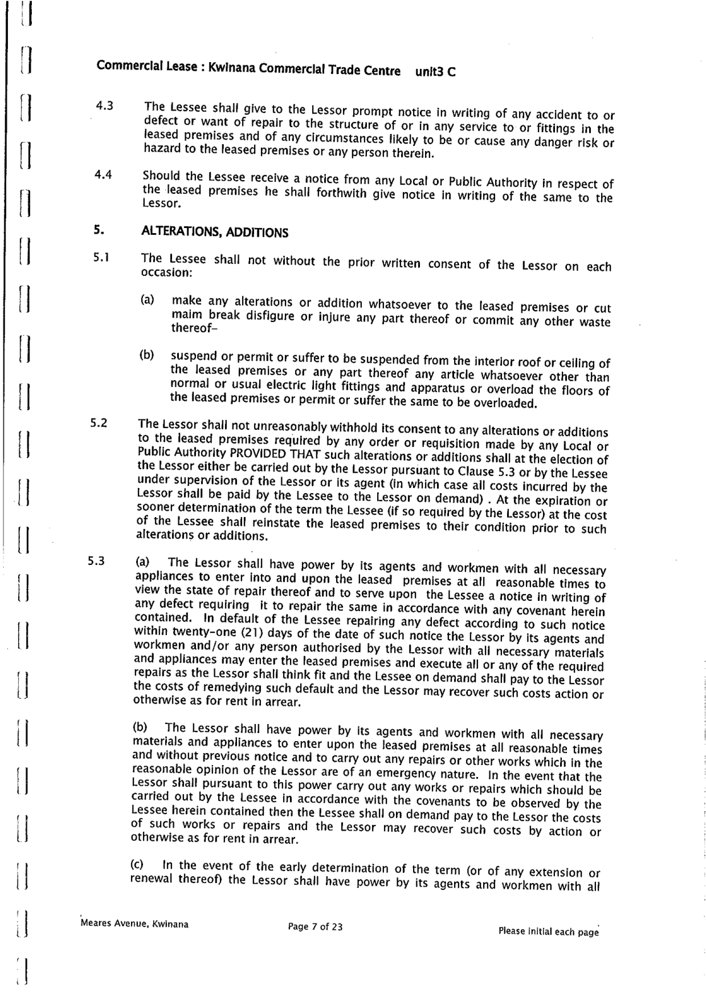 Commercial Lease : Kwinana Commercial Trade Centre unit3 C
4.3 The Lessee shall give to the Lessor prompt notice in writing of any accident to or
defect or want of repair to the structure of or in any service to or fittings in the
leased premises and of any circumstances likely to be or cause any danger risk or
hazard to the leased premises or any person therein.
4.4 Should the Lessee receive a notice from any Local or Public Authority in respect of
the leased premises he shall forthwith give notice in writing of the same to the
Lessor.
5. ALTERATIONS, ADDITIONS
5.1 The Lessee shall not without the prior written consent of the Lessor on each
occasion:
(a) make any alterations or addition whatsoever to the leased premises or cut
maim break disfigure or injure any part thereof or commit any other waste
thereof-
(b) suspend or permit or suffer to be suspended from the interior roof or ceiling of
the leased premises or any part thereof any article whatsoever other than
normal or usual electric light fittings and apparatus or overload the floors of
the leased premises or permit or suffer the same to be overloaded.
5.2 The Lessor shall not unreasonably withhold its consent to any alterations or additions
to the leased premises required by any order or requisition made by any Local or
Public Authority PROVIDED THAT such alterations or additions shall at the election of
the Lessor either be carried out by the Lessor pursuant to Clause 5.3 or by the Lessee
under supervision of the Lessor or its agent (in which case all costs incurred by the
Lessor shall be paid by the Lessee to the Lessor on demand) . At the expiration or
sooner determination of the term the Lessee (if so required by the Lessor) at the cost
of the Lessee shall reinstate the leased premises to their condition prior to such
alterations or additions.
5.3 (a) The Lessor shall have power by its agents and workmen with all necessary
appliances to enter into and upon the leased premises at all reasonable times to
view the state of repair thereof and to serve upon the Lessee a notice in writing of
any defect requiring it to repair the same in accordance with any covenant herein
contained. In default of the Lessee repairing any defect according to such notice
within twenty-one (21) days of the date of such notice the Lessor by its agents and
workmen and/or any person authorised by the Lessor with all necessary materials
and appliances may enter the leased premises and execute all or any of the required
repairs as the Lessor shall think fit and the Lessee on demand shall pay to the Lessor
the costs of remedying such default and the Lessor may recover such costs action or
otherwise as for rent in arrear.
(b) The Lessor shall have power by its agents and workmen with all necessary
materials and appliances to enter upon the leased premises at all reasonable times
and without previous notice and to carry out any repairs or other works which in the
reasonable opinion of the Lessor are of an emergency nature. In the event that the
Lessor shall pursuant to this power carry out any works or repairs which should be
carried out by the Lessee in accordance with the covenants to be observed by the
Lessee herein contained then the Lessee shall on demand pay to the Lessor the costs
of such works or repairs and the Lessor may recover such costs by action or
otherwise as for rent in arrear.
(c) In the event of the early determination of the term (or of any extension or
renewal thereof) the Lessor shall have power by its agents and workmen with all
Meares Avenue, Kwinana Page 7 of 23 Please initial each page